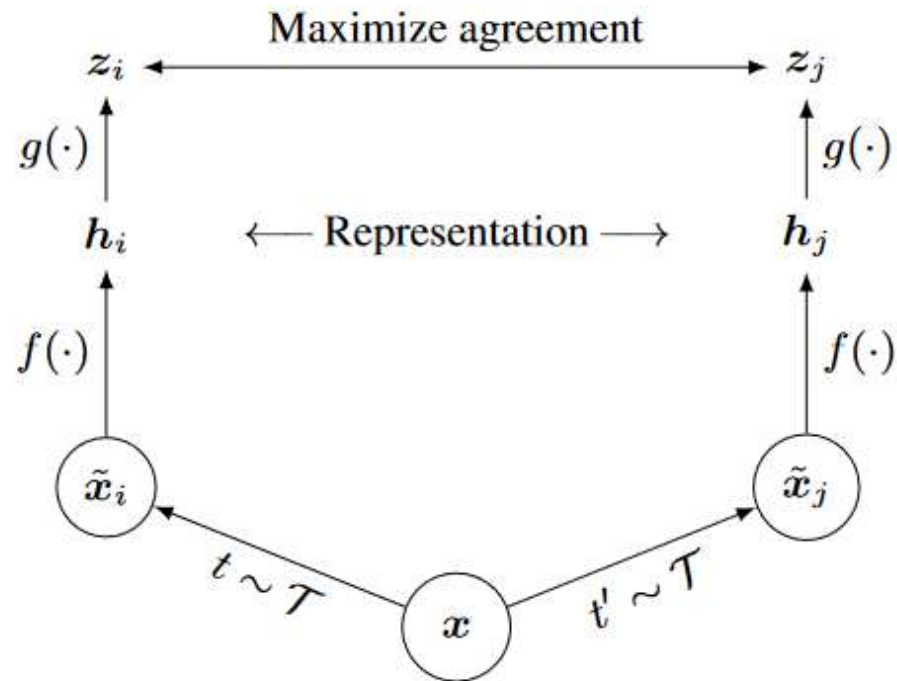 Maximize agreement
z_i z_j
g(·) g(·)
h_i ←— Representation —→ h_j
f(·) f(·)
x̃_i x̃_j
t ∼ 𝒯 t' ∼ 𝒯
x